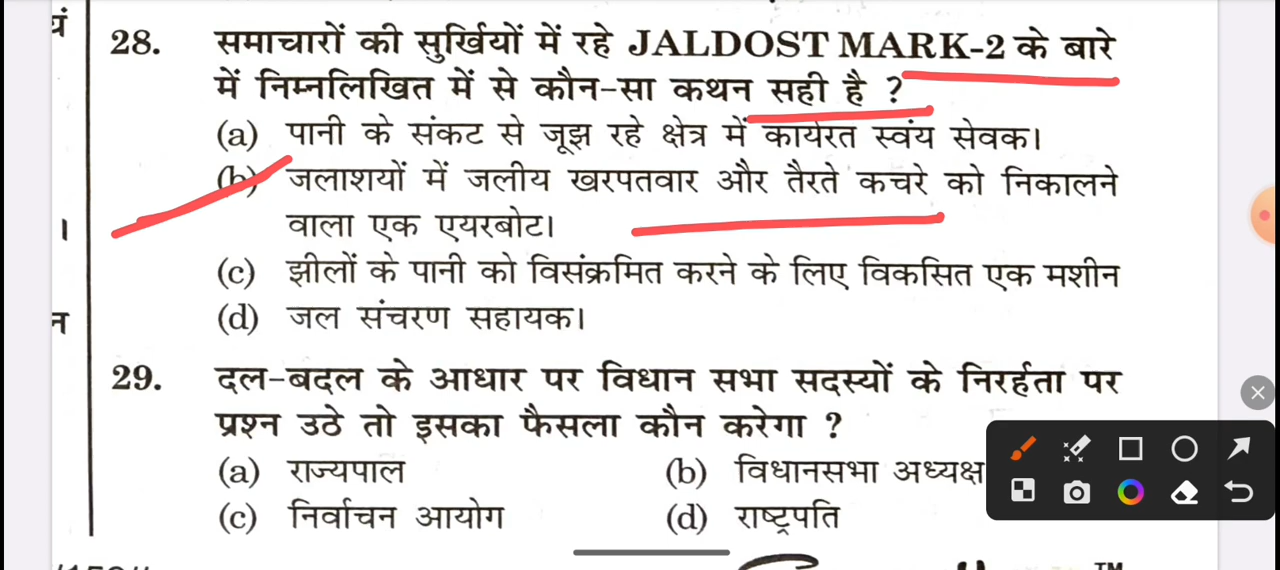 यं
28. समाचारों की सुर्खियों में रहे JALDOST MARK-2 के बारे
में निम्नलिखित में से कौन-सा कथन सही है ?
(a) पानी के संकट से जूझ रहे क्षेत्र में कार्यरत स्वंय सेवक।
(b) जलाशयों में जलीय खरपतवार और तैरते कचरे को निकालने
वाला एक एयरबोट।
।
(c) झीलों के पानी को विसंक्रमित करने के लिए विकसित एक मशीन
(d) जल संचरण सहायक।
न
29. दल-बदल के आधार पर विधान सभा सदस्यों के निरर्हता पर
प्रश्न उठे तो इसका फैसला कौन करेगा ?
(a) राज्यपाल (b) विधानसभा अध्यक्ष
(c) निर्वाचन आयोग (d) राष्ट्रपति
TM